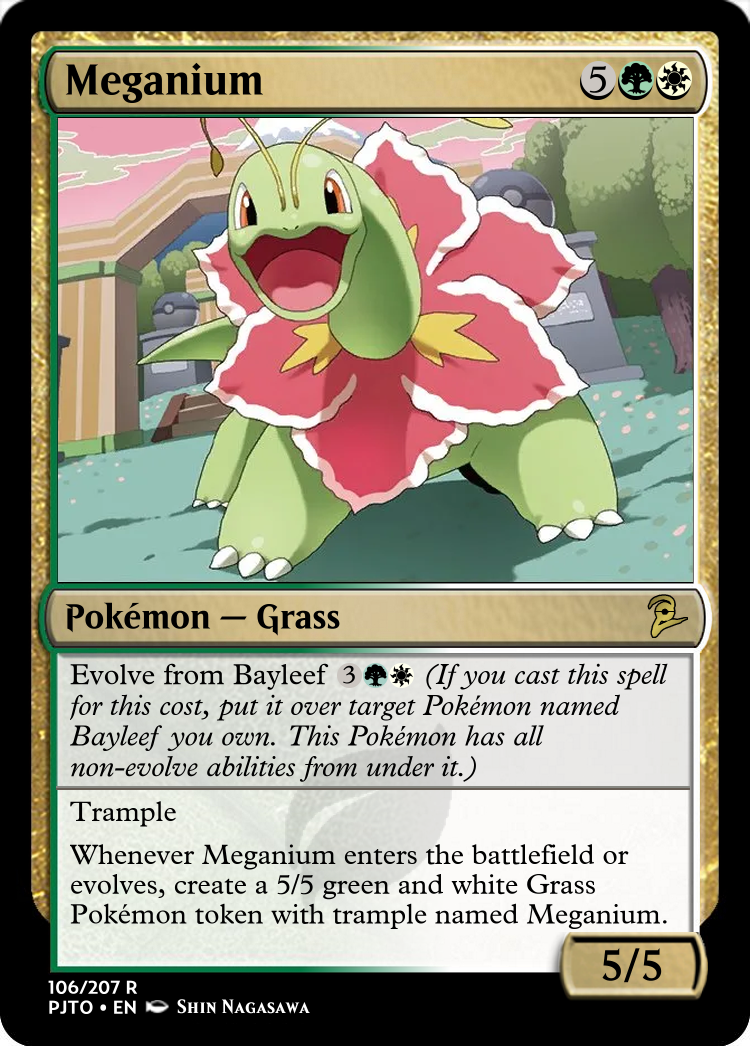 Meganium 5
Pokémon — Grass
Evolve from Bayleef 3 (If you cast this spell
for this cost, put it over target Pokémon named
Bayleef you own. This Pokémon has all
non-evolve abilities from under it.)
Trample
Whenever Meganium enters the battlefield or
evolves, create a 5/5 green and white Grass
Pokémon token with trample named Meganium.
5/5
106/207 R
PJTO • EN Shin Nagasawa